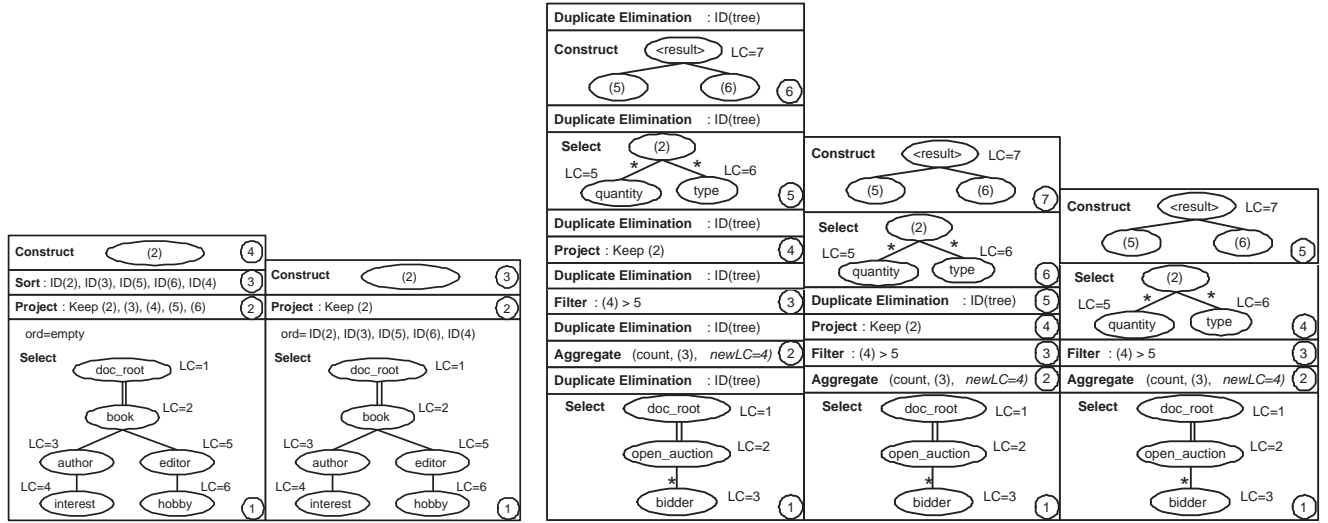 Construct (2) 4
Sort : ID(2), ID(3), ID(5), ID(6), ID(4) 3
Project : Keep (2), (3), (4), (5), (6) 2
ord=empty
Select
doc_root LC=1
book LC=2
LC=3 LC=5
author editor
LC=4 LC=6
interest hobby 1
Construct (2) 3
Project : Keep (2) 2
ord= ID(2), ID(3), ID(5), ID(6), ID(4)
Select
doc_root LC=1
book LC=2
LC=3 LC=5
author editor
LC=4 LC=6
interest hobby 1
Duplicate Elimination : ID(tree)
Construct <result> LC=7
(5) (6) 6
Duplicate Elimination : ID(tree)
Select (2)
LC=5 * * LC=6
quantity type 5
Duplicate Elimination : ID(tree)
Project : Keep (2) 4
Duplicate Elimination : ID(tree)
Filter : (4) > 5 3
Duplicate Elimination : ID(tree)
Aggregate (count, (3), newLC=4) 2
Duplicate Elimination : ID(tree)
Select doc_root LC=1
LC=2
open_auction
*
bidder LC=3 1
Construct <result> LC=7
(5) (6) 7
Select (2)
LC=5 * * LC=6
quantity type 6
Duplicate Elimination : ID(tree) 5
Project : Keep (2) 4
Filter : (4) > 5 3
Aggregate (count, (3), newLC=4) 2
Select doc_root LC=1
LC=2
open_auction
*
bidder LC=3 1
Construct <result> LC=7
(5) (6) 5
Select (2)
LC=5 * * LC=6
quantity type 4
Filter : (4) > 5 3
Aggregate (count, (3), newLC=4) 2
Select doc_root LC=1
LC=2
open_auction
*
bidder LC=3 1